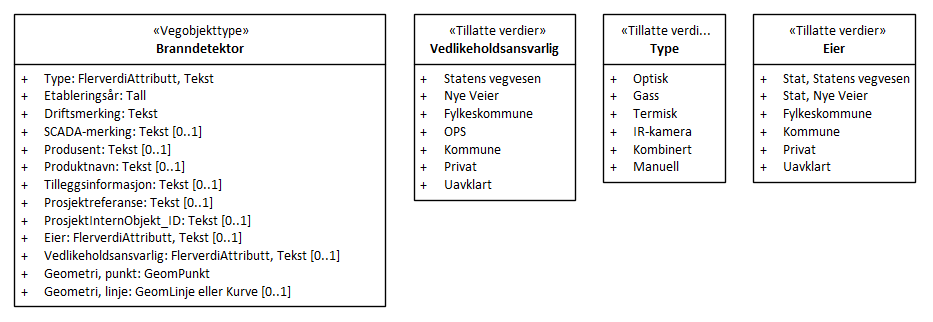 «Vegobjekttype»
Branndetektor
+ Type: FlerverdiAttributt, Tekst
+ Etableringsår: Tall
+ Driftsmerking: Tekst
+ SCADA-merking: Tekst [0..1]
+ Produsent: Tekst [0..1]
+ Produktnavn: Tekst [0..1]
+ Tilleggsinformasjon: Tekst [0..1]
+ Prosjektreferanse: Tekst [0..1]
+ ProsjektInternObjekt_ID: Tekst [0..1]
+ Eier: FlerverdiAttributt, Tekst [0..1]
+ Vedlikeholdsansvarlig: FlerverdiAttributt, Tekst [0..1]
+ Geometri, punkt: GeomPunkt
+ Geometri, linje: GeomLinje eller Kurve [0..1]
«Tillatte verdier»
Vedlikeholdsansvarlig
+ Statens vegvesen
+ Nye Veier
+ Fylkeskommune
+ OPS
+ Kommune
+ Privat
+ Uavklart
«Tillatte verdi...
Type
+ Optisk
+ Gass
+ Termisk
+ IR-kamera
+ Kombinert
+ Manuell
«Tillatte verdier»
Eier
+ Stat, Statens vegvesen
+ Stat, Nye Veier
+ Fylkeskommune
+ Kommune
+ Privat
+ Uavklart